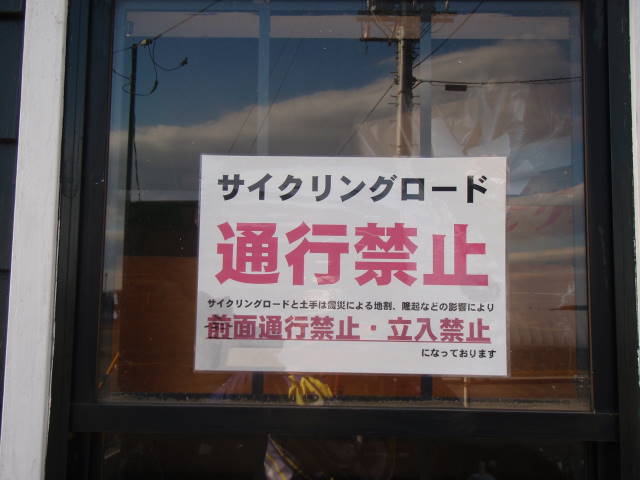 サイクリングロード
通行禁止
サイクリングロードと土手は震災による地割、隆起などの影響により
前面通行禁止・立入禁止
になっております